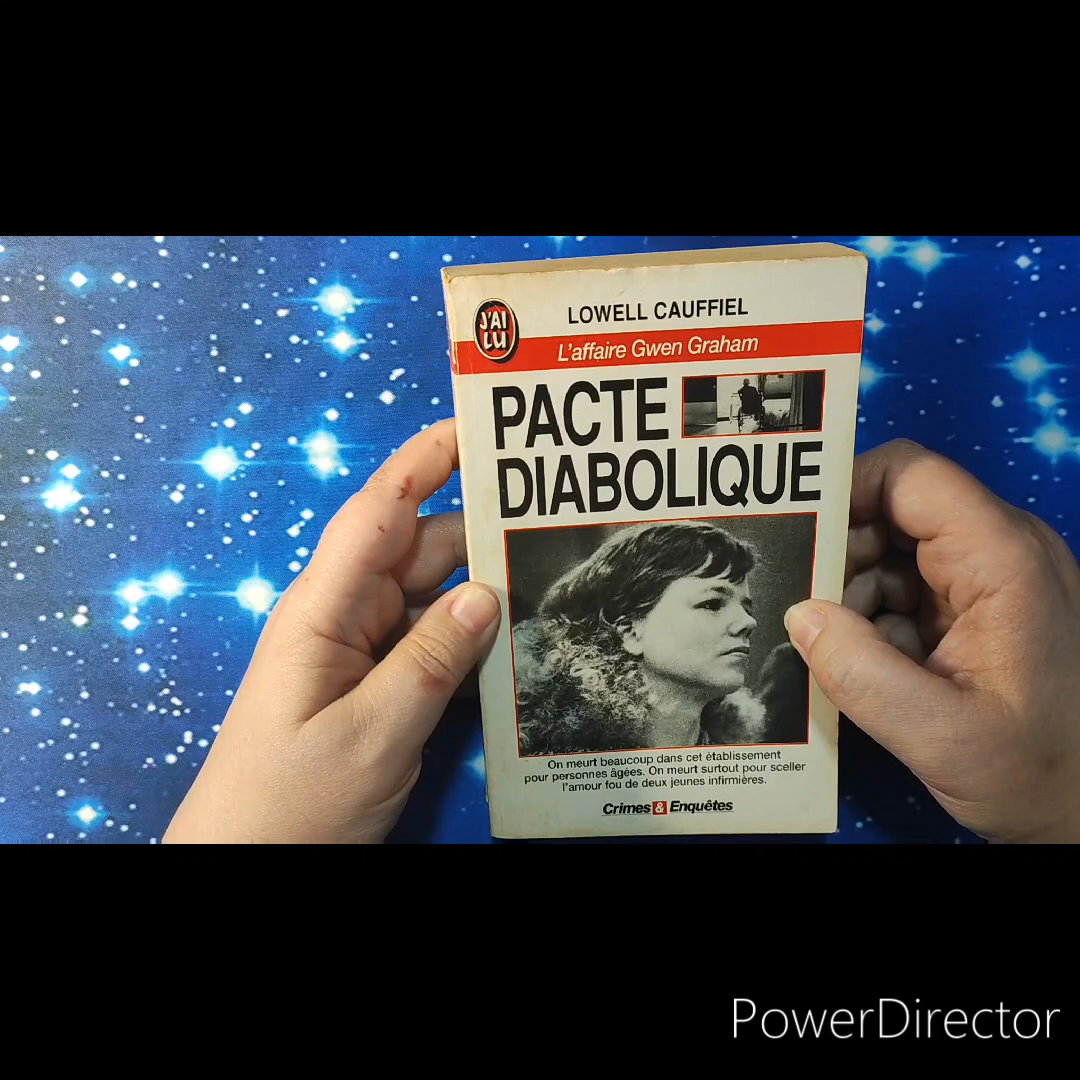 LOWELL CAUFFIEL
J'AI
LU
L'affaire Gwen Graham
PACTE
DIABOLIQUE
On meurt beaucoup dans cet établissement
pour personnes âgées. On meurt surtout pour sceller
l'amour fou de deux jeunes infirmières.
Crimes & Enquêtes
PowerDirector